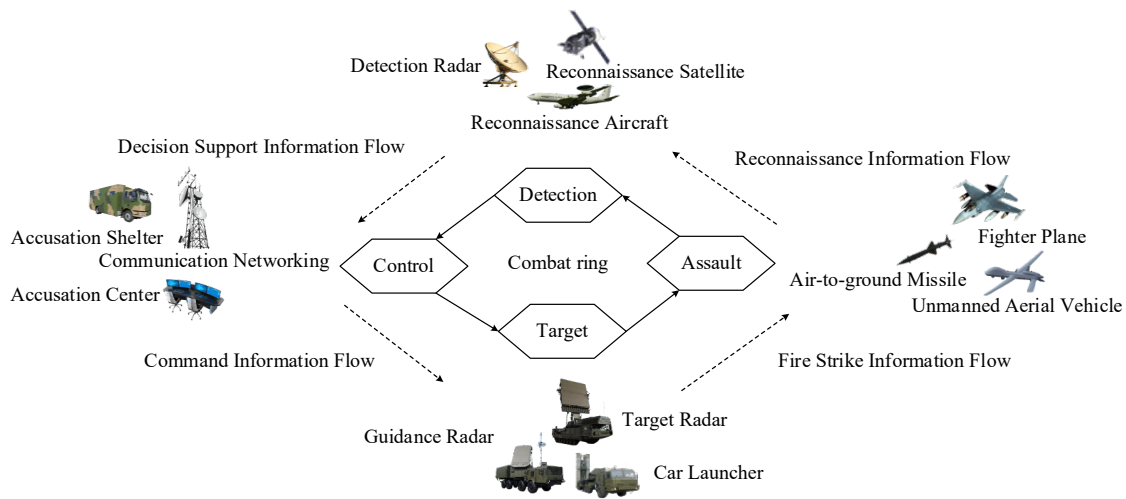 Detection Radar
Reconnaissance Satellite
Reconnaissance Aircraft
Decision Support Information Flow
Reconnaissance Information Flow
Detection
Accusation Shelter
Communication Networking
Accusation Center
Control
Combat ring
Assault
Fighter Plane
Air-to-ground Missile
Unmanned Aerial Vehicle
Target
Command Information Flow
Fire Strike Information Flow
Guidance Radar
Target Radar
Car Launcher